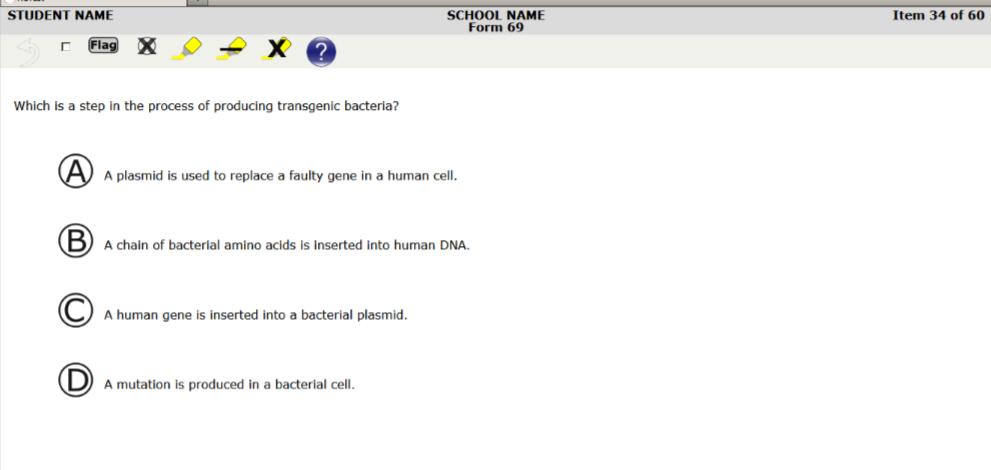 STUDENT NAME
SCHOOL NAME
Form 69
Item 34 of 60
Flag
X
X
?
Which is a step in the process of producing transgenic bacteria?
A A plasmid is used to replace a faulty gene in a human cell.
B A chain of bacterial amino acids is inserted into human DNA.
C A human gene is inserted into a bacterial plasmid.
D A mutation is produced in a bacterial cell.